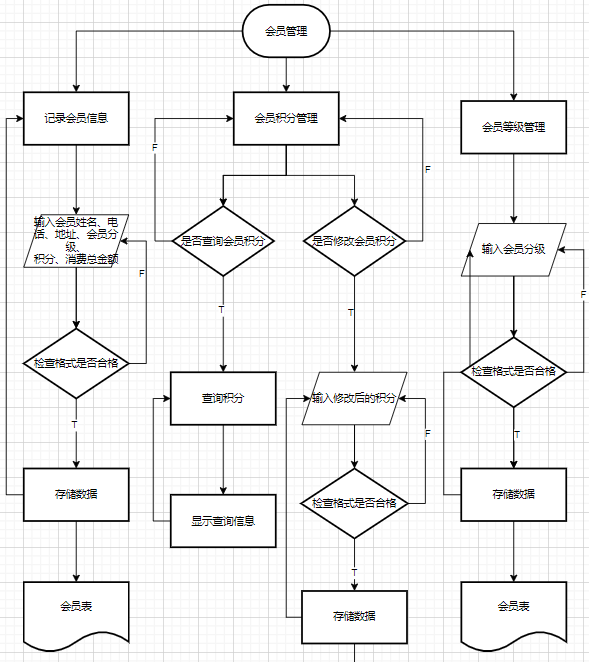 会员管理
记录会员信息
会员积分管理
会员等级管理
F
F
输入会员姓名、电
话、地址、会员分
级、
积分、消费总金额
是否查询会员积分
是否修改会员积分
输入会员分级
F
F
T
T
检查格式是否合格
检查格式是否合格
查询积分
输入修改后的积分
T
F
T
存储数据
显示查询信息
检查格式是否合格
存储数据
T
会员表
存储数据
会员表